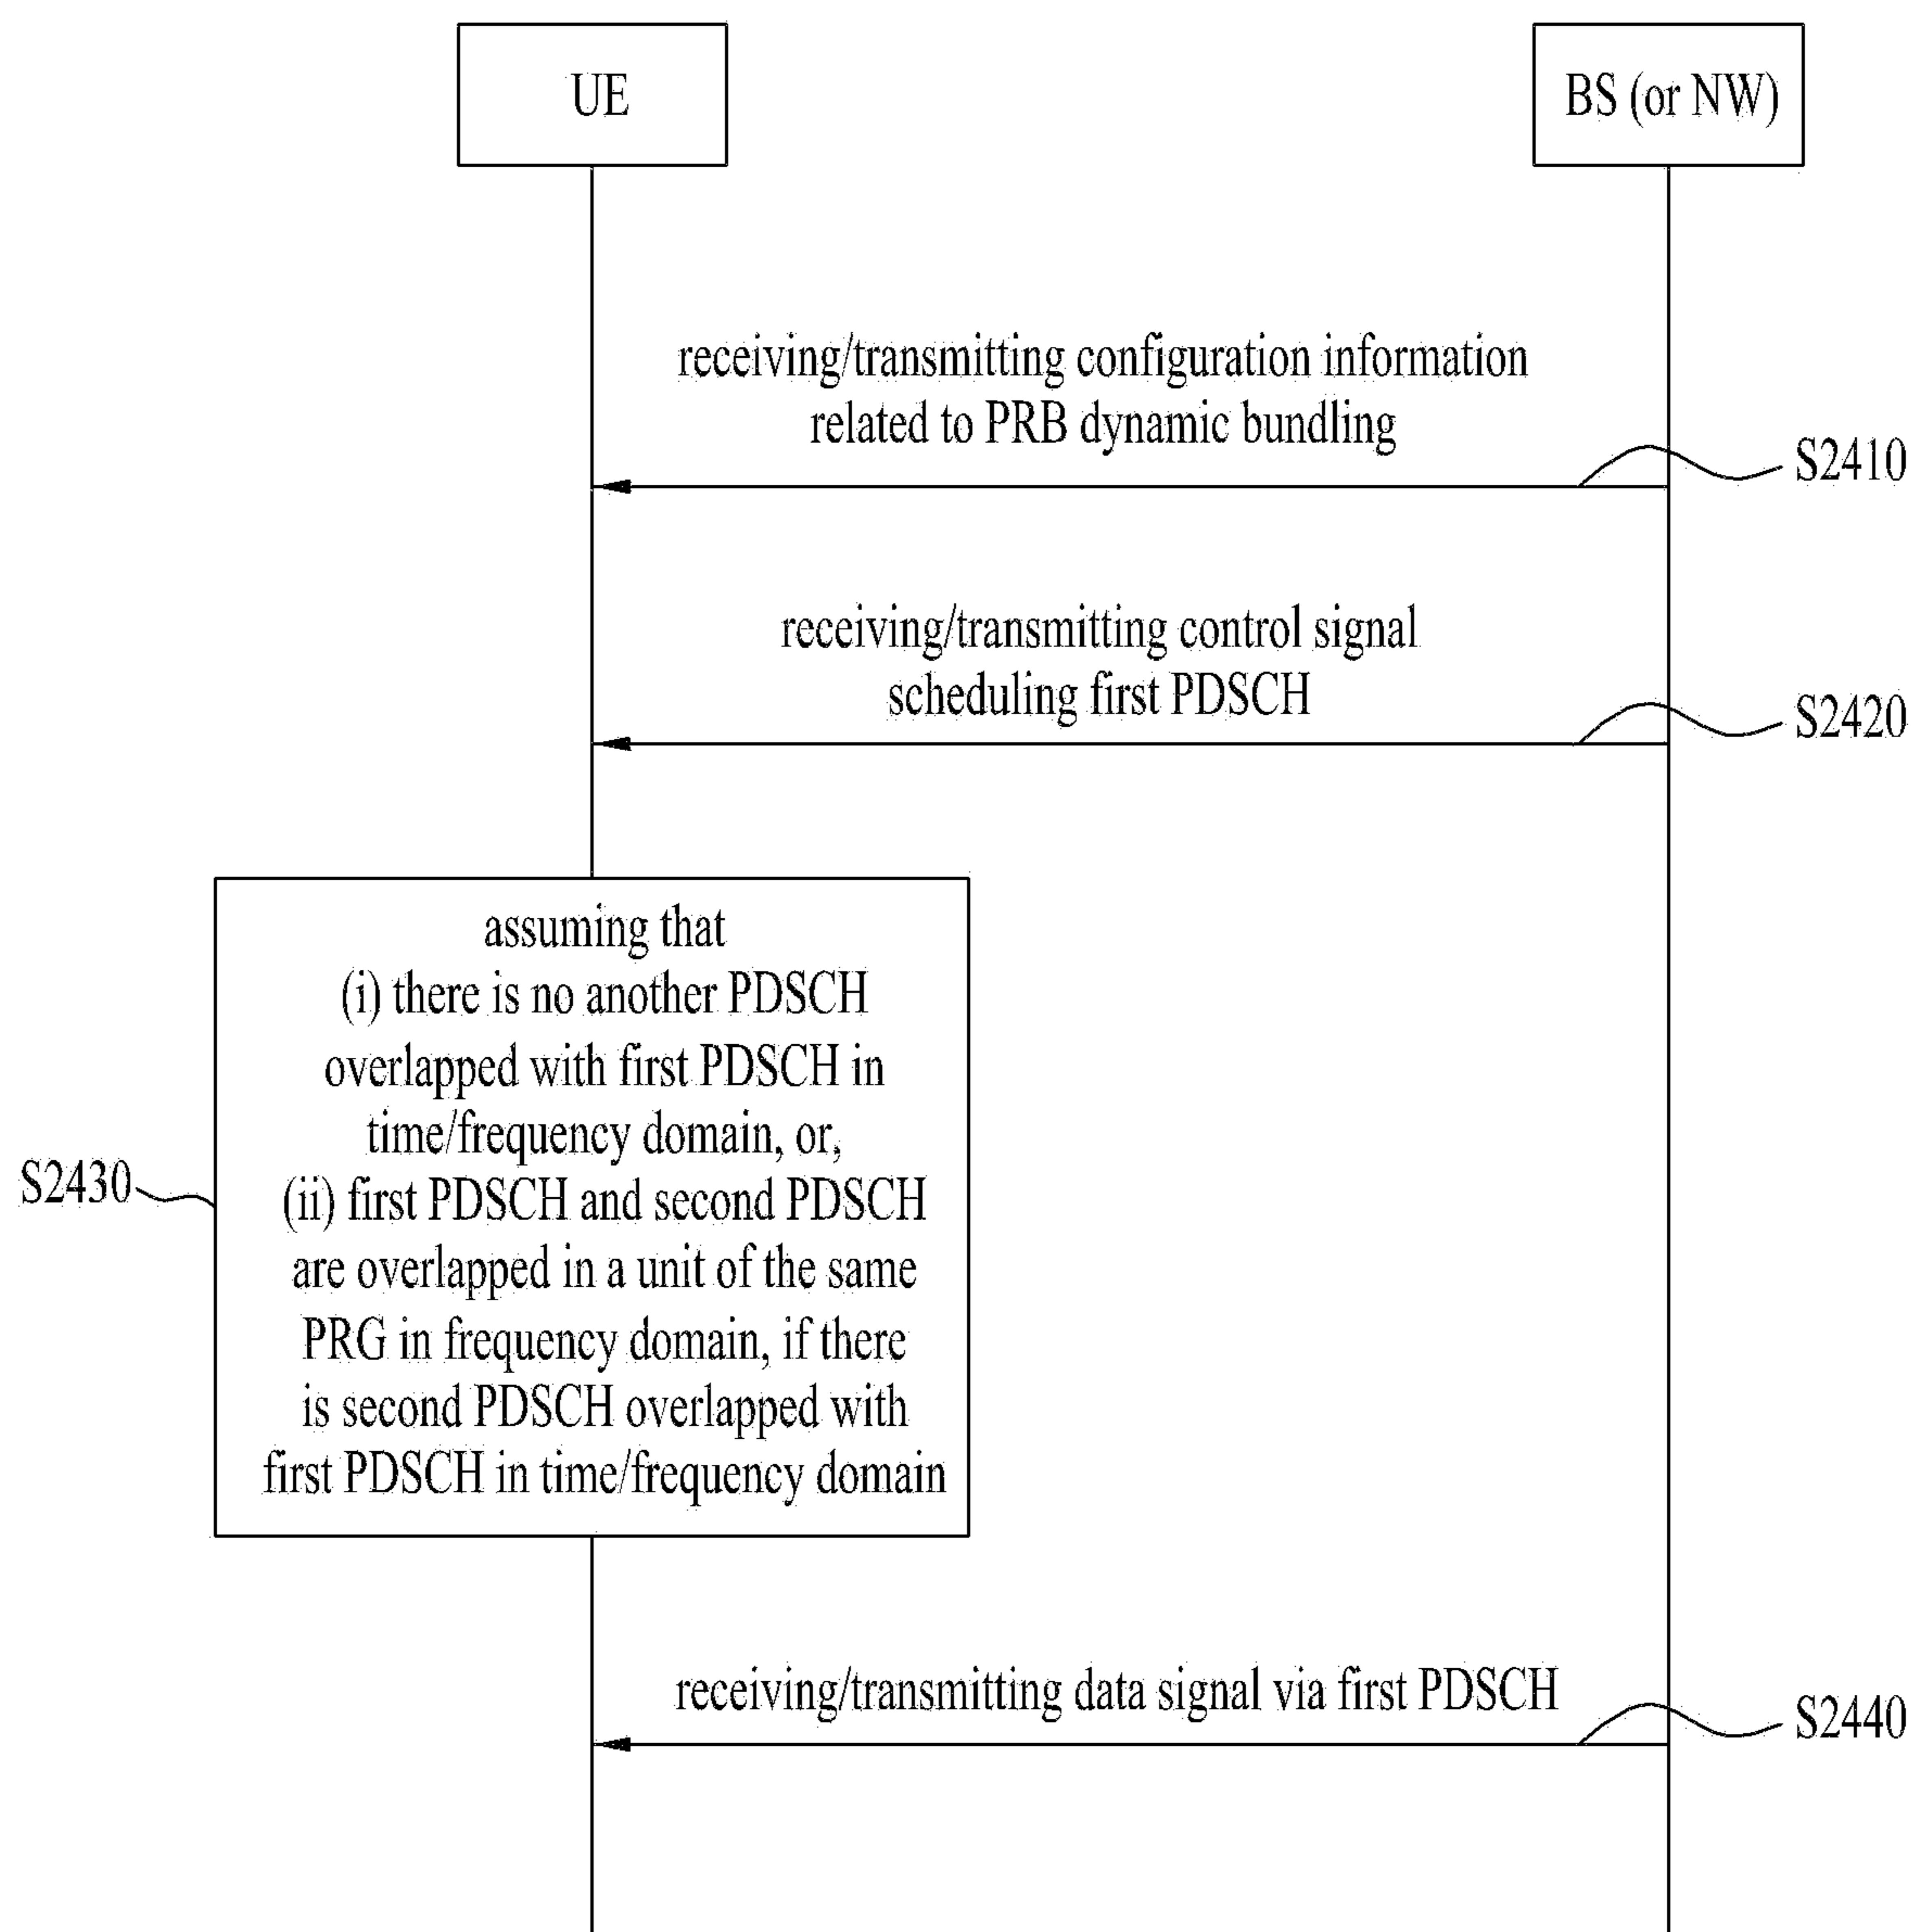 UE
BS (or NW)
receiving/transmitting configuration information
related to PRB dynamic bundling
S2410
receiving/transmitting control signal
scheduling first PDSCH
S2420
assuming that
(i) there is no another PDSCH
overlapped with first PDSCH in
time/frequency domain, or,
(ii) first PDSCH and second PDSCH
are overlapped in a unit of the same
PRG in frequency domain, if there
is second PDSCH overlapped with
first PDSCH in time/frequency domain
S2430
receiving/transmitting data signal via first PDSCH
S2440